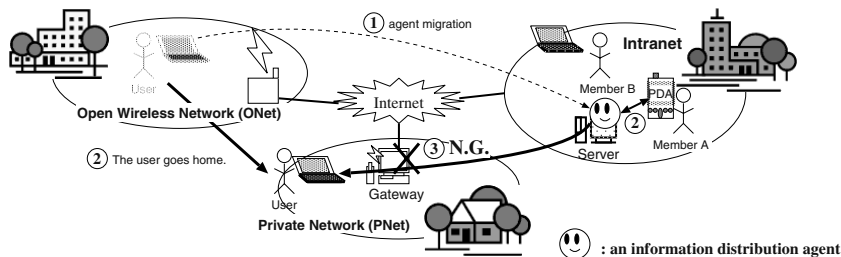 1 agent migration
User
Open Wireless Network (ONet)
Internet
Intranet
Member B
PDA
2
Server
Member A
2 The user goes home.
3 N.G.
Gateway
User
Private Network (PNet)
: an information distribution agent